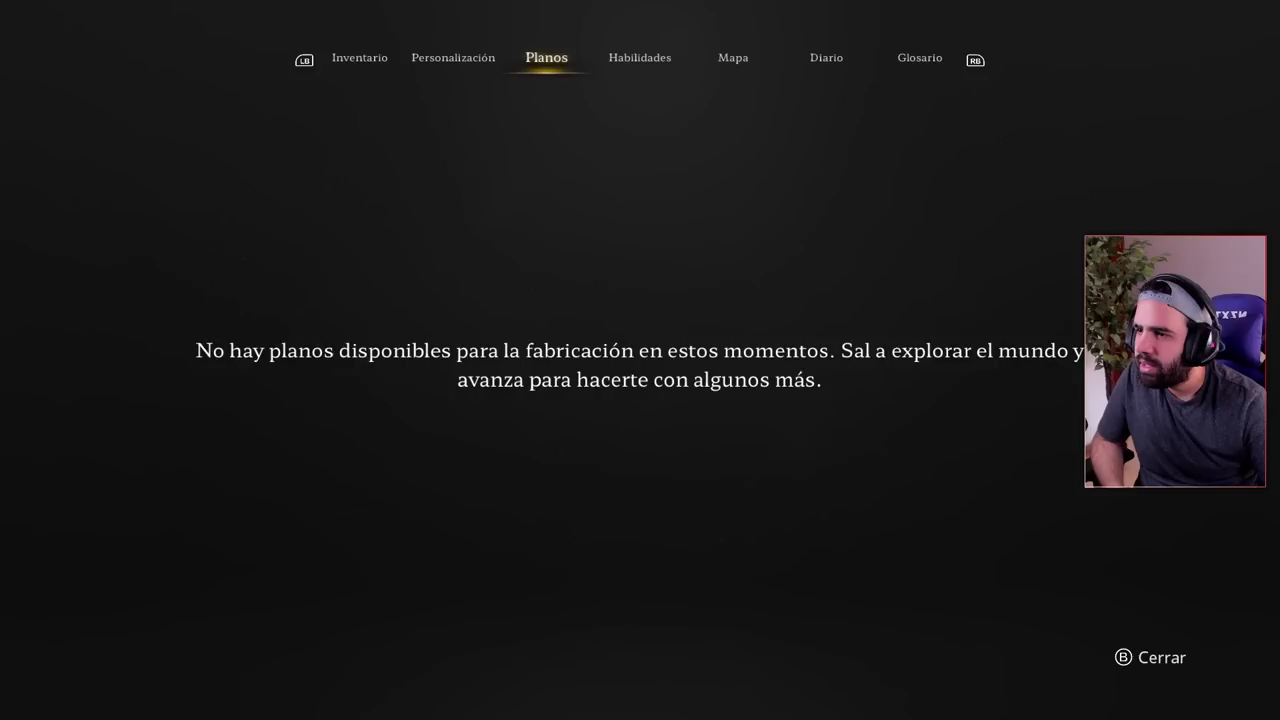 LB Inventario Personalización Planos Habilidades Mapa Diario Glosario RB
No hay planos disponibles para la fabricación en estos momentos. Sal a explorar el mundo y
avanza para hacerte con algunos más.
B Cerrar